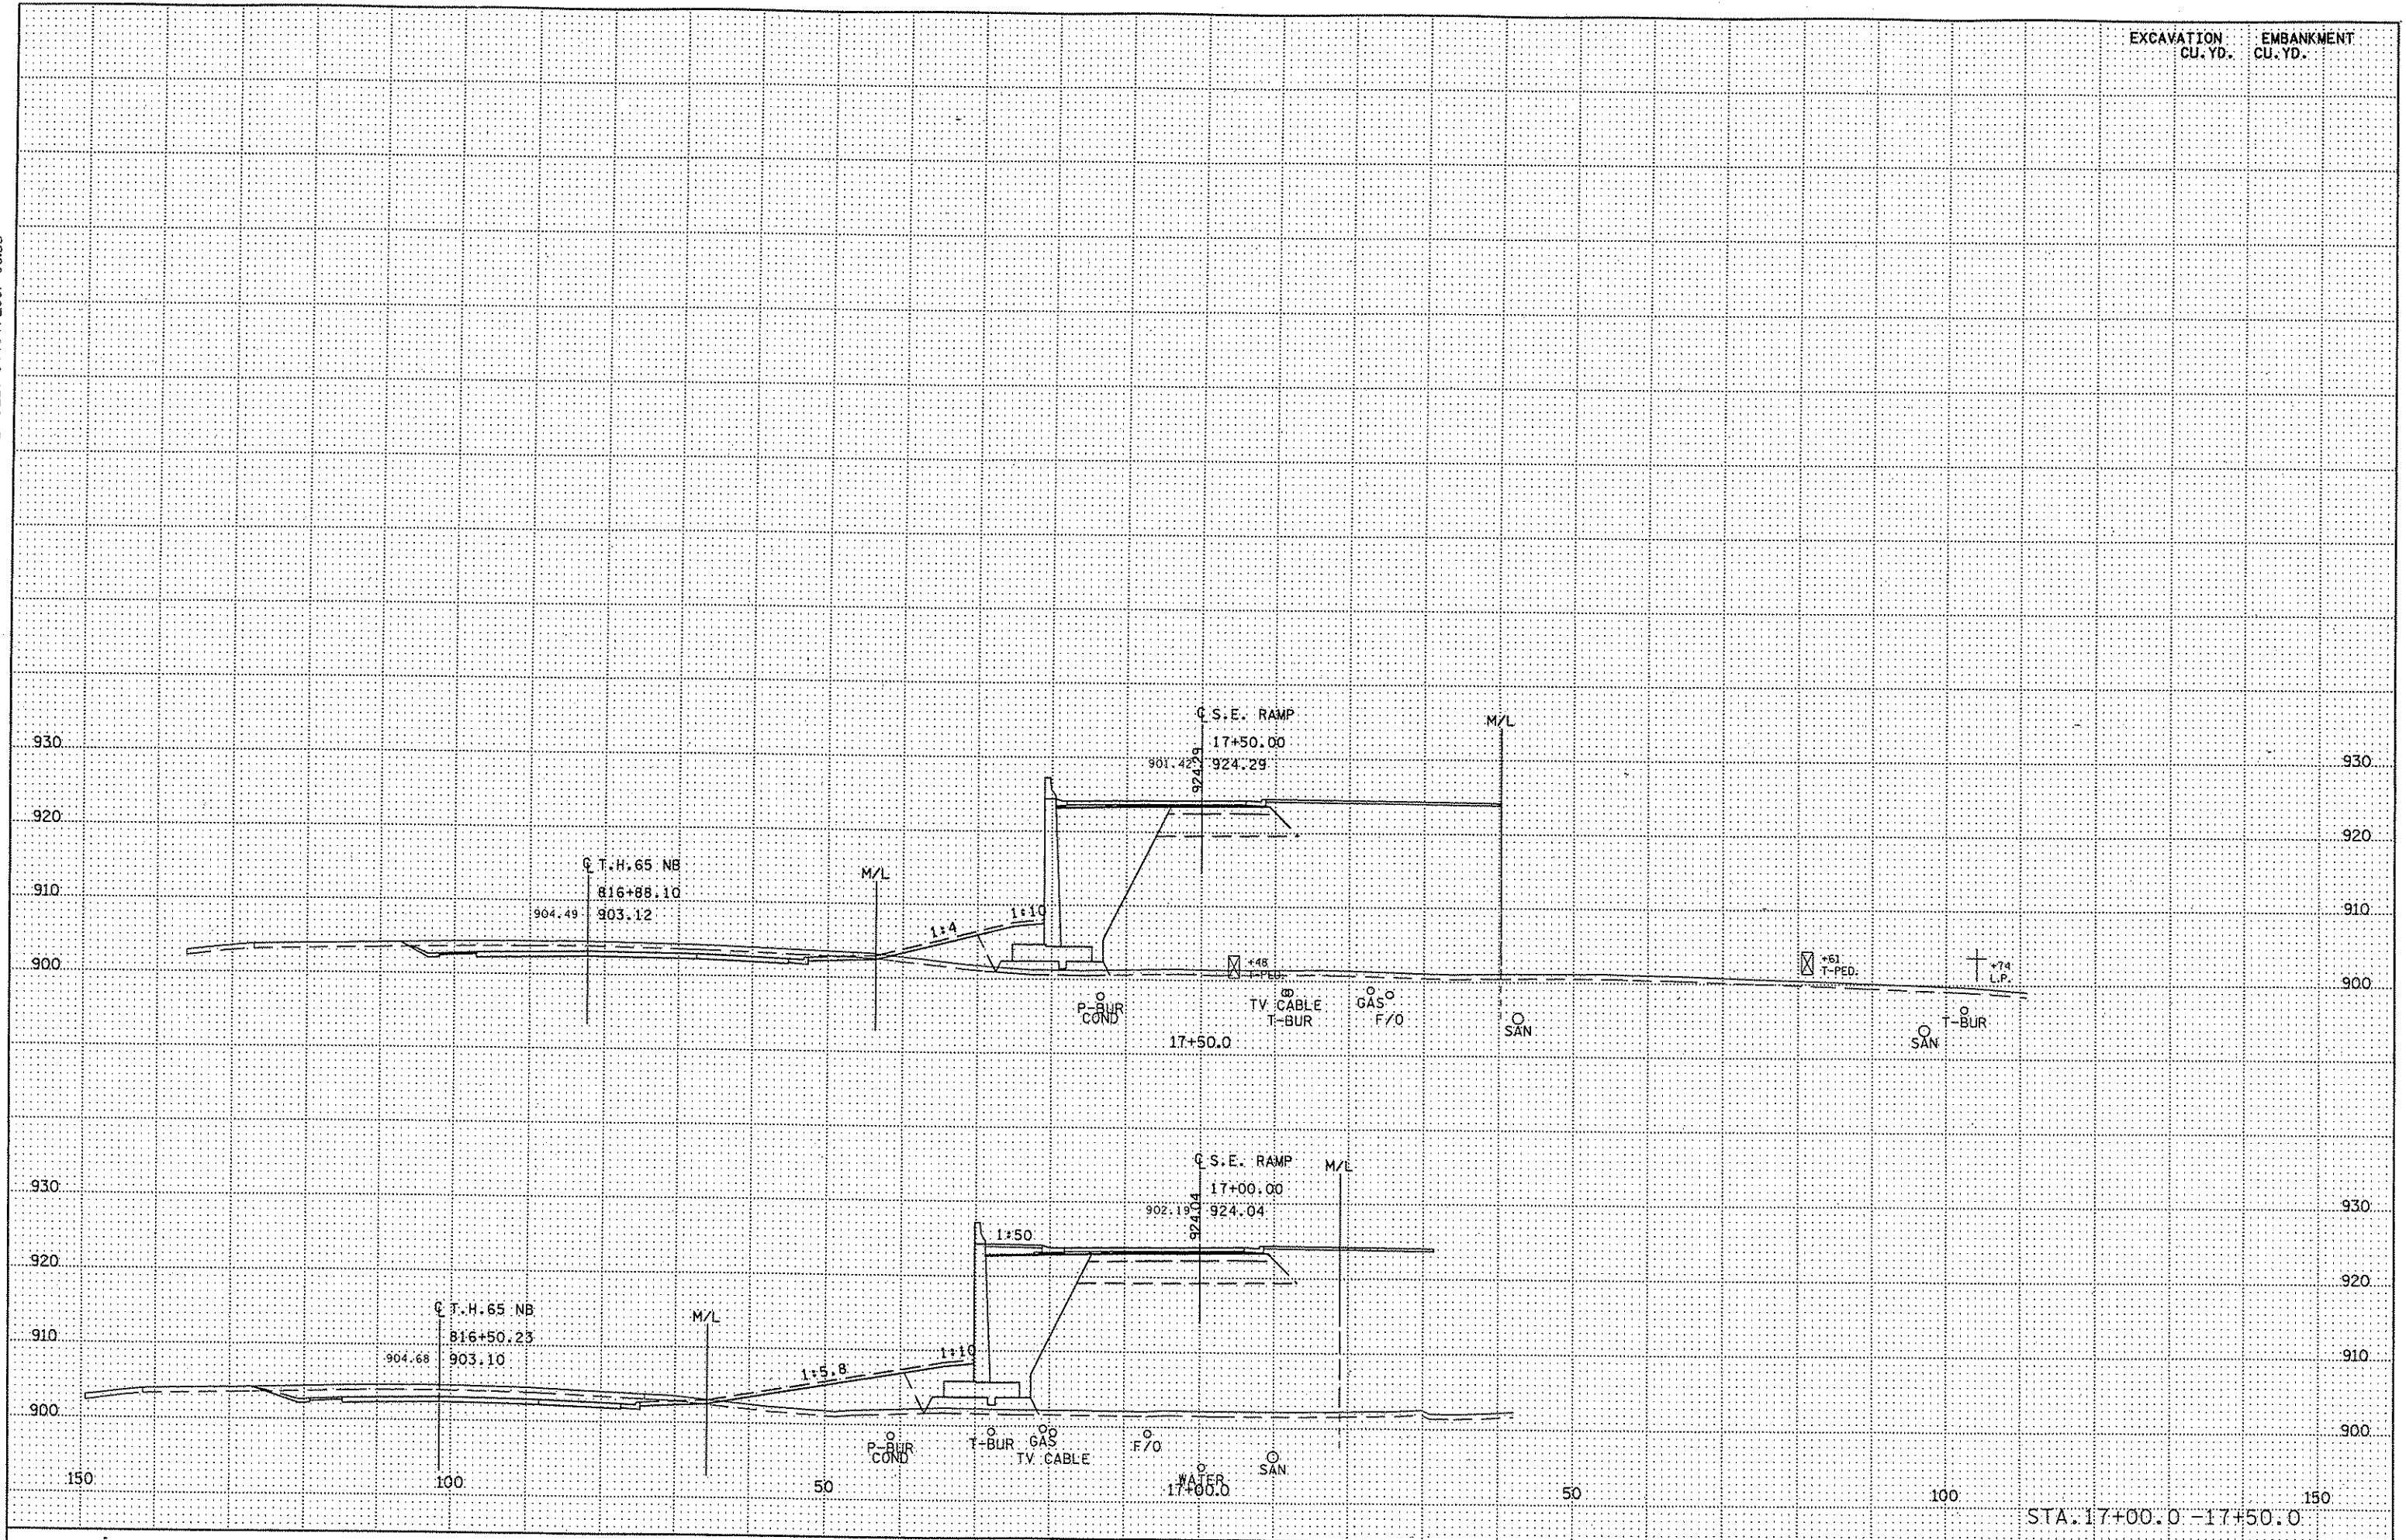 EXCAVATION EMBANKMENT
CU.YD. CU.YD.
℄ S.E. RAMP
M/L
17+50.00
901.42 924.29
924.29
930
930
920
920
℄ T.H.65 NB
M/L
816+88.10
904.49 903.12
910
910
1:4
1:10
900
900
+48
T-PED.
+61
T-PED.
+74
L.P.
P-BUR
COND
TV CABLE
T-BUR
GAS
F/O
SAN
T-BUR
SAN
17+50.0
℄ S.E. RAMP
M/L
17+00.00
902.19 924.04
924.04
930
930
1:50
920
920
℄ T.H.65 NB
M/L
816+50.23
904.68 903.10
910
910
1:5.8
1:10
900
900
P-BUR
COND
T-BUR
GAS
TV CABLE
F/O
WATER
SAN
17+00.0
150 100 50 50 100 150
STA.17+00.0 -17+50.0